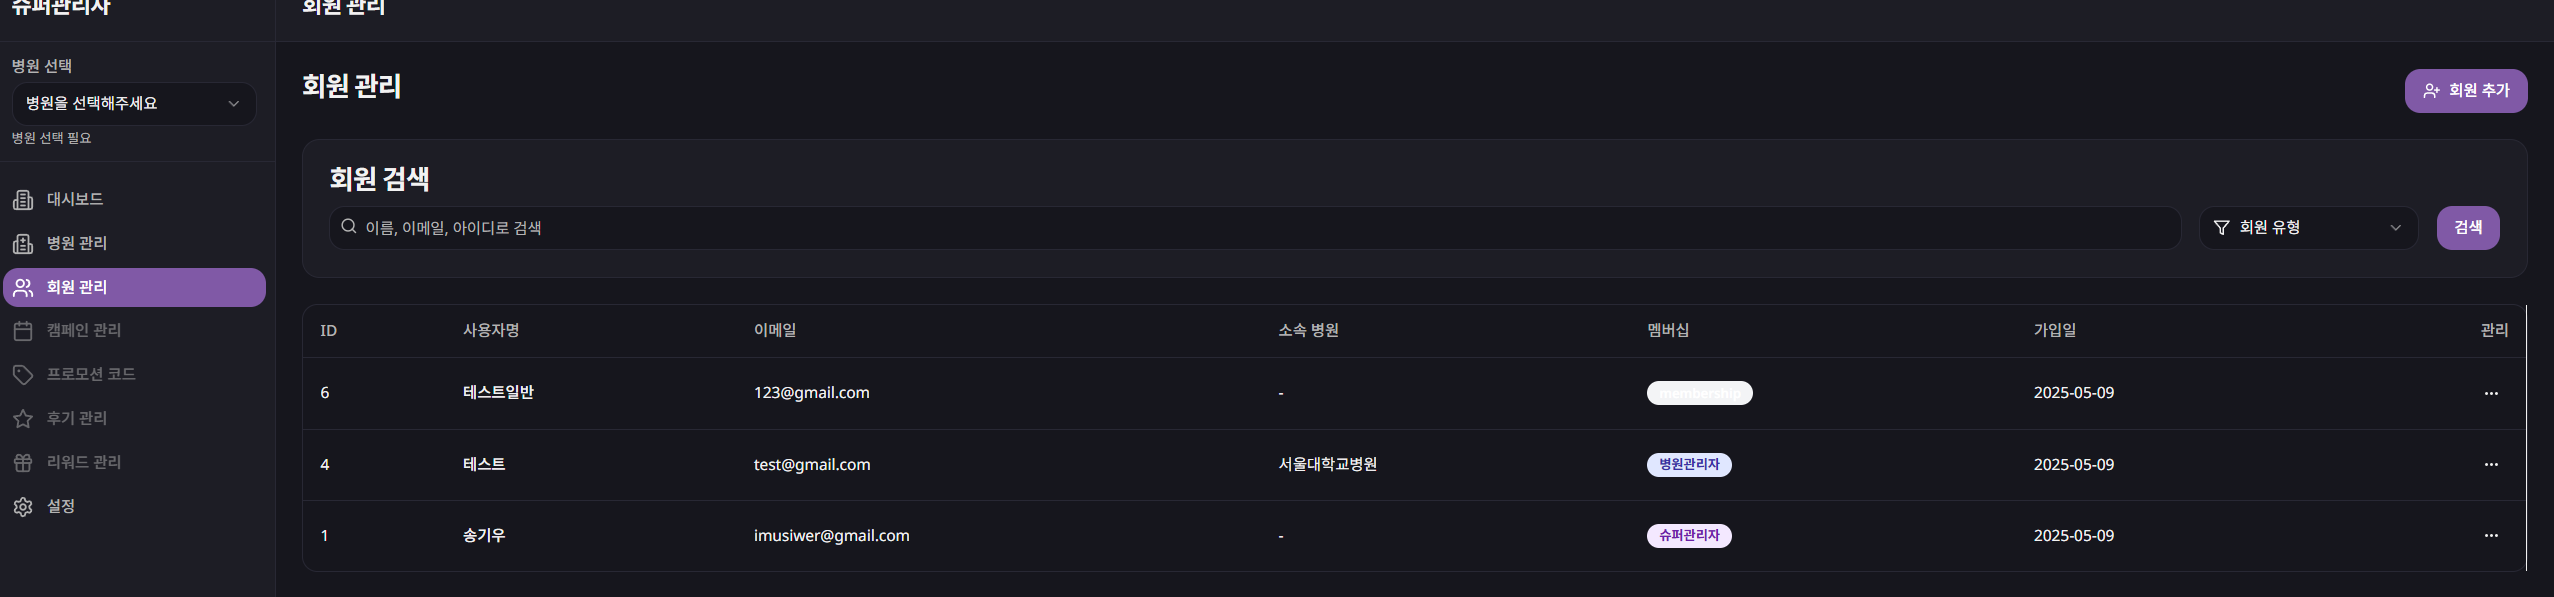 슈퍼관리자
회원 관리
병원 선택
병원을 선택해주세요
병원 선택 필요
대시보드
병원 관리
회원 관리
캠페인 관리
프로모션 코드
후기 관리
리워드 관리
설정
회원 관리
회원 추가
회원 검색
이름, 이메일, 아이디로 검색
회원 유형
검색
ID 사용자명 이메일 소속 병원 멤버십 가입일 관리
6 테스트일반 123@gmail.com - membership 2025-05-09 ...
4 테스트 test@gmail.com 서울대학교병원 병원관리자 2025-05-09 ...
1 송기우 imusiwer@gmail.com - 슈퍼관리자 2025-05-09 ...